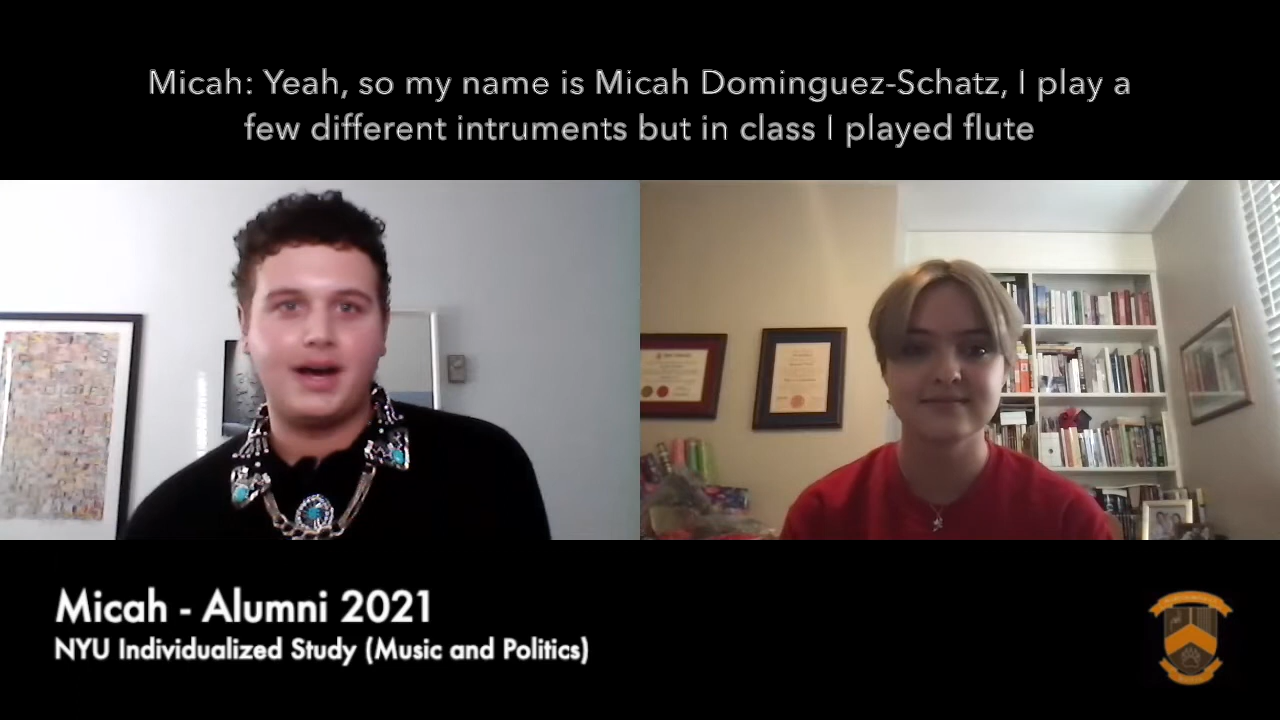 Micah: Yeah, so my name is Micah Dominguez-Schatz, I play a
few different intruments but in class I played flute
Micah - Alumni 2021
NYU Individualized Study (Music and Politics)